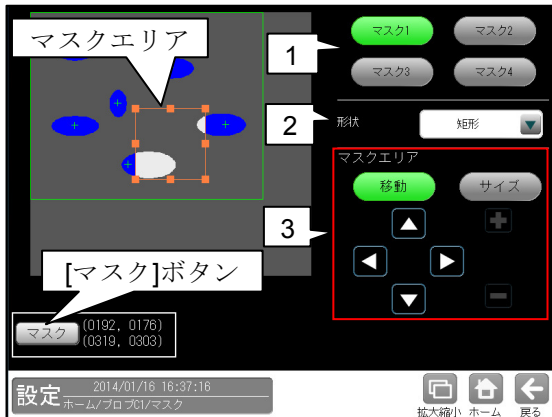 マスクエリア
1
マスク1
マスク2
マスク3
マスク4
2
形状
矩形
マスクエリア
3
移動
サイズ
[マスク]ボタン
マスク
(0192, 0176)
(0319, 0303)
設定
2014/01/16 16:37:16
ホーム/ブロブC1/マスク
拡大縮小
ホーム
戻る